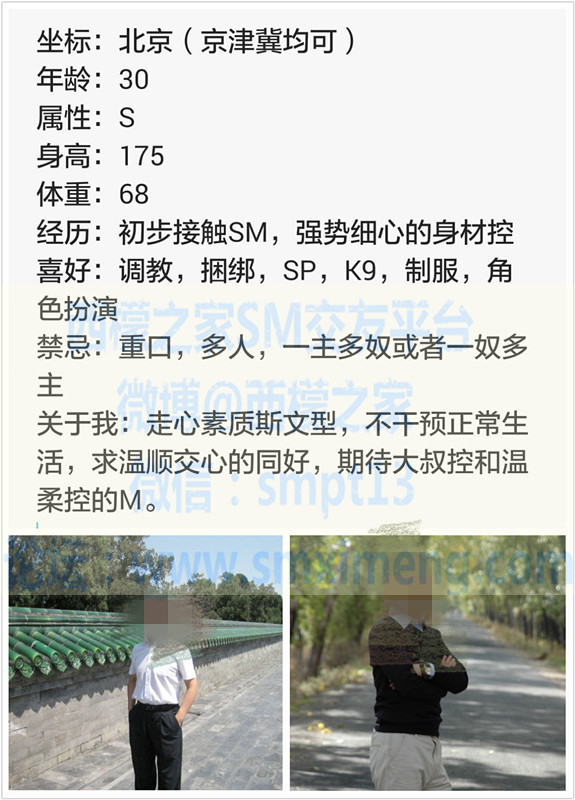 坐标：北京（京津冀均可）
年龄：30
属性：S
身高：175
体重：68
经历：初步接触SM，强势细心的身材控
喜好：调教，捆绑，SP，K9，制服，角
色扮演
西檬之家SM交友平台
禁忌：重口，多人，一主多奴或者一奴多
主
微博@西檬之家
关于我：走心素质斯文型，不干预正常生
活，求温顺交心的同好，期待大叔控和温
柔控的M。
微信：smpt13
www.smximeng.com